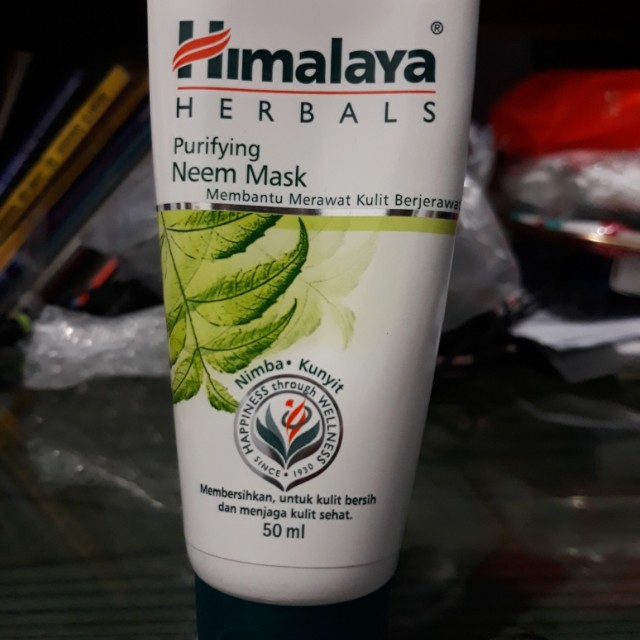 Himalaya®
HERBALS
Purifying
Neem Mask
Membantu Merawat Kulit Berjerawat
Nimba • Kunyit
HAPPINESS through WELLNESS
SINCE • 1930
Membersihkan, untuk kulit bersih
dan menjaga kulit sehat.
50 ml